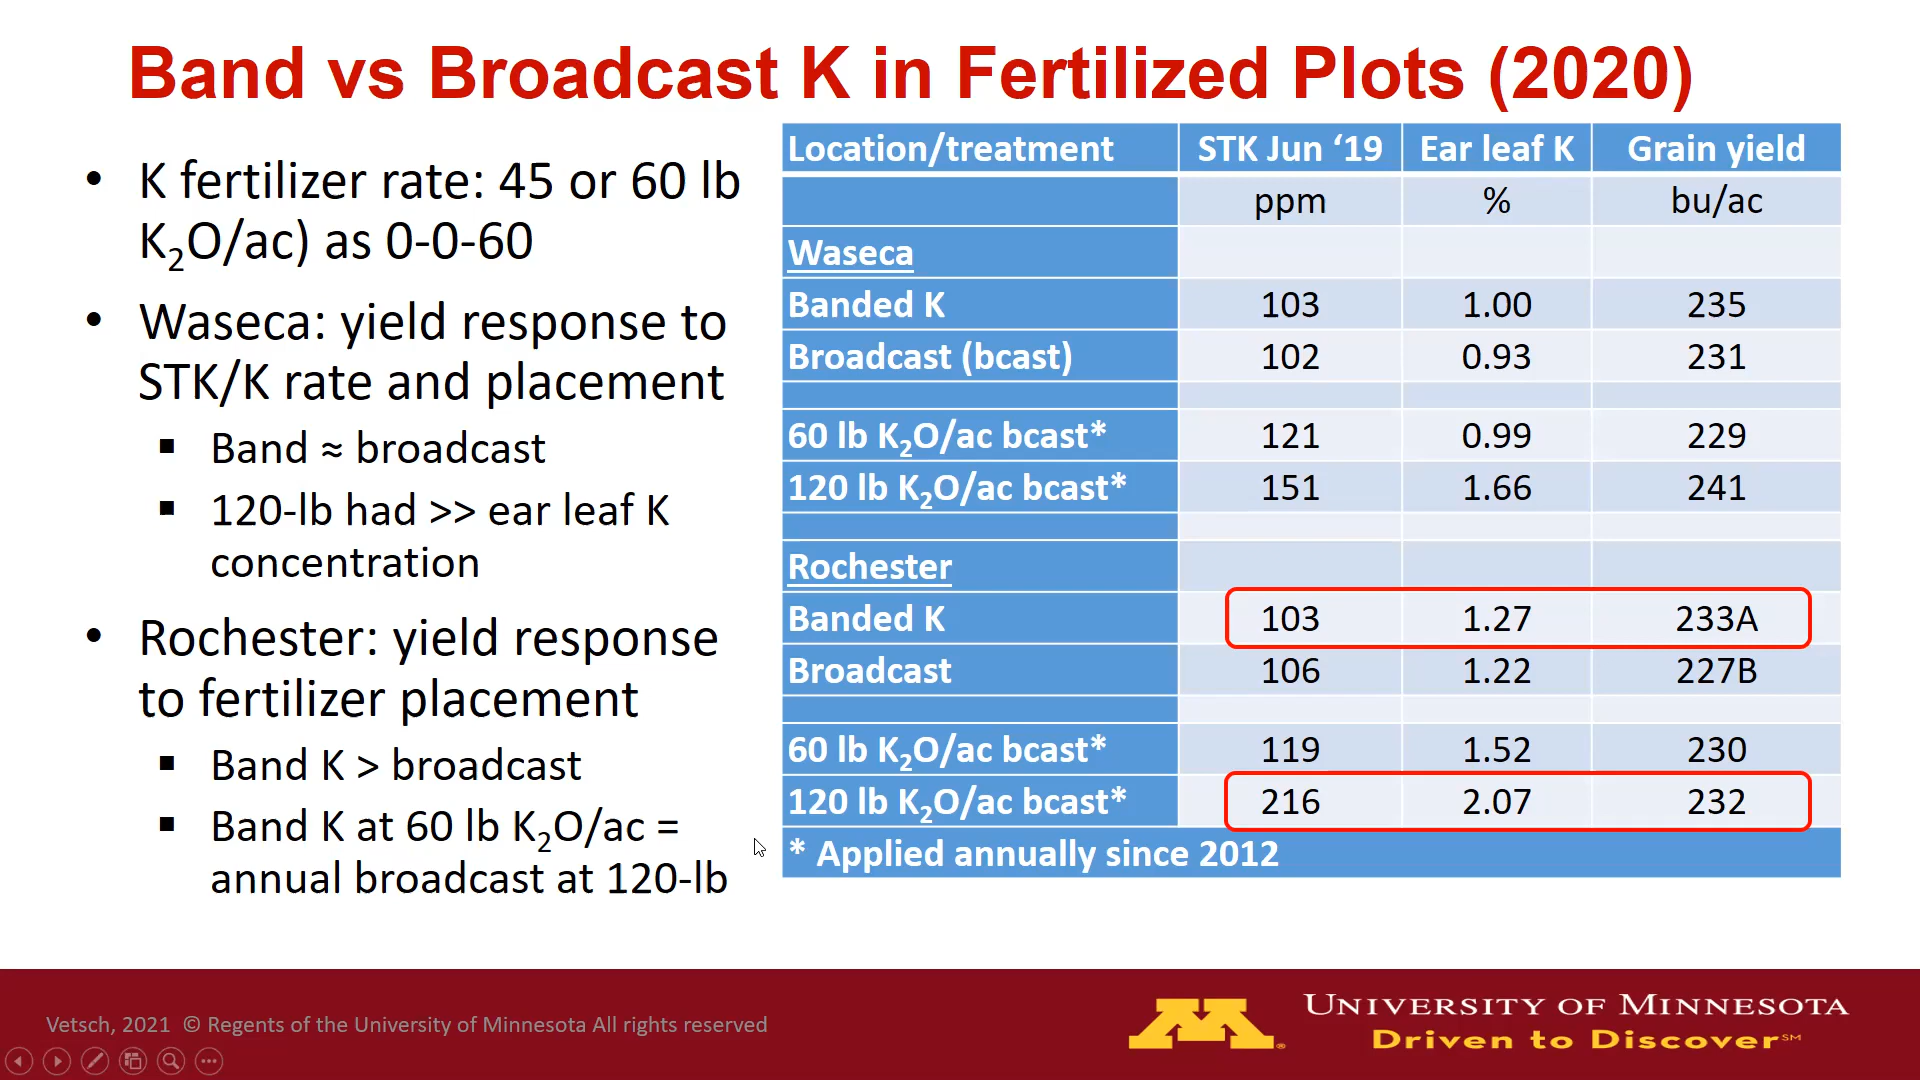 Band vs Broadcast K in Fertilized Plots (2020)
• K fertilizer rate: 45 or 60 lb
K₂O/ac) as 0-0-60
• Waseca: yield response to
STK/K rate and placement
▪ Band ≈ broadcast
▪ 120-lb had >> ear leaf K
concentration
• Rochester: yield response
to fertilizer placement
▪ Band K > broadcast
▪ Band K at 60 lb K₂O/ac =
annual broadcast at 120-lb
Location/treatment STK Jun ‘19 Ear leaf K Grain yield
ppm % bu/ac
Waseca
Banded K 103 1.00 235
Broadcast (bcast) 102 0.93 231
60 lb K₂O/ac bcast* 121 0.99 229
120 lb K₂O/ac bcast* 151 1.66 241
Rochester
Banded K 103 1.27 233A
Broadcast 106 1.22 227B
60 lb K₂O/ac bcast* 119 1.52 230
120 lb K₂O/ac bcast* 216 2.07 232
* Applied annually since 2012
Vetsch, 2021 © Regents of the University of Minnesota All rights reserved
M®
UNIVERSITY OF MINNESOTA
Driven to Discover℠